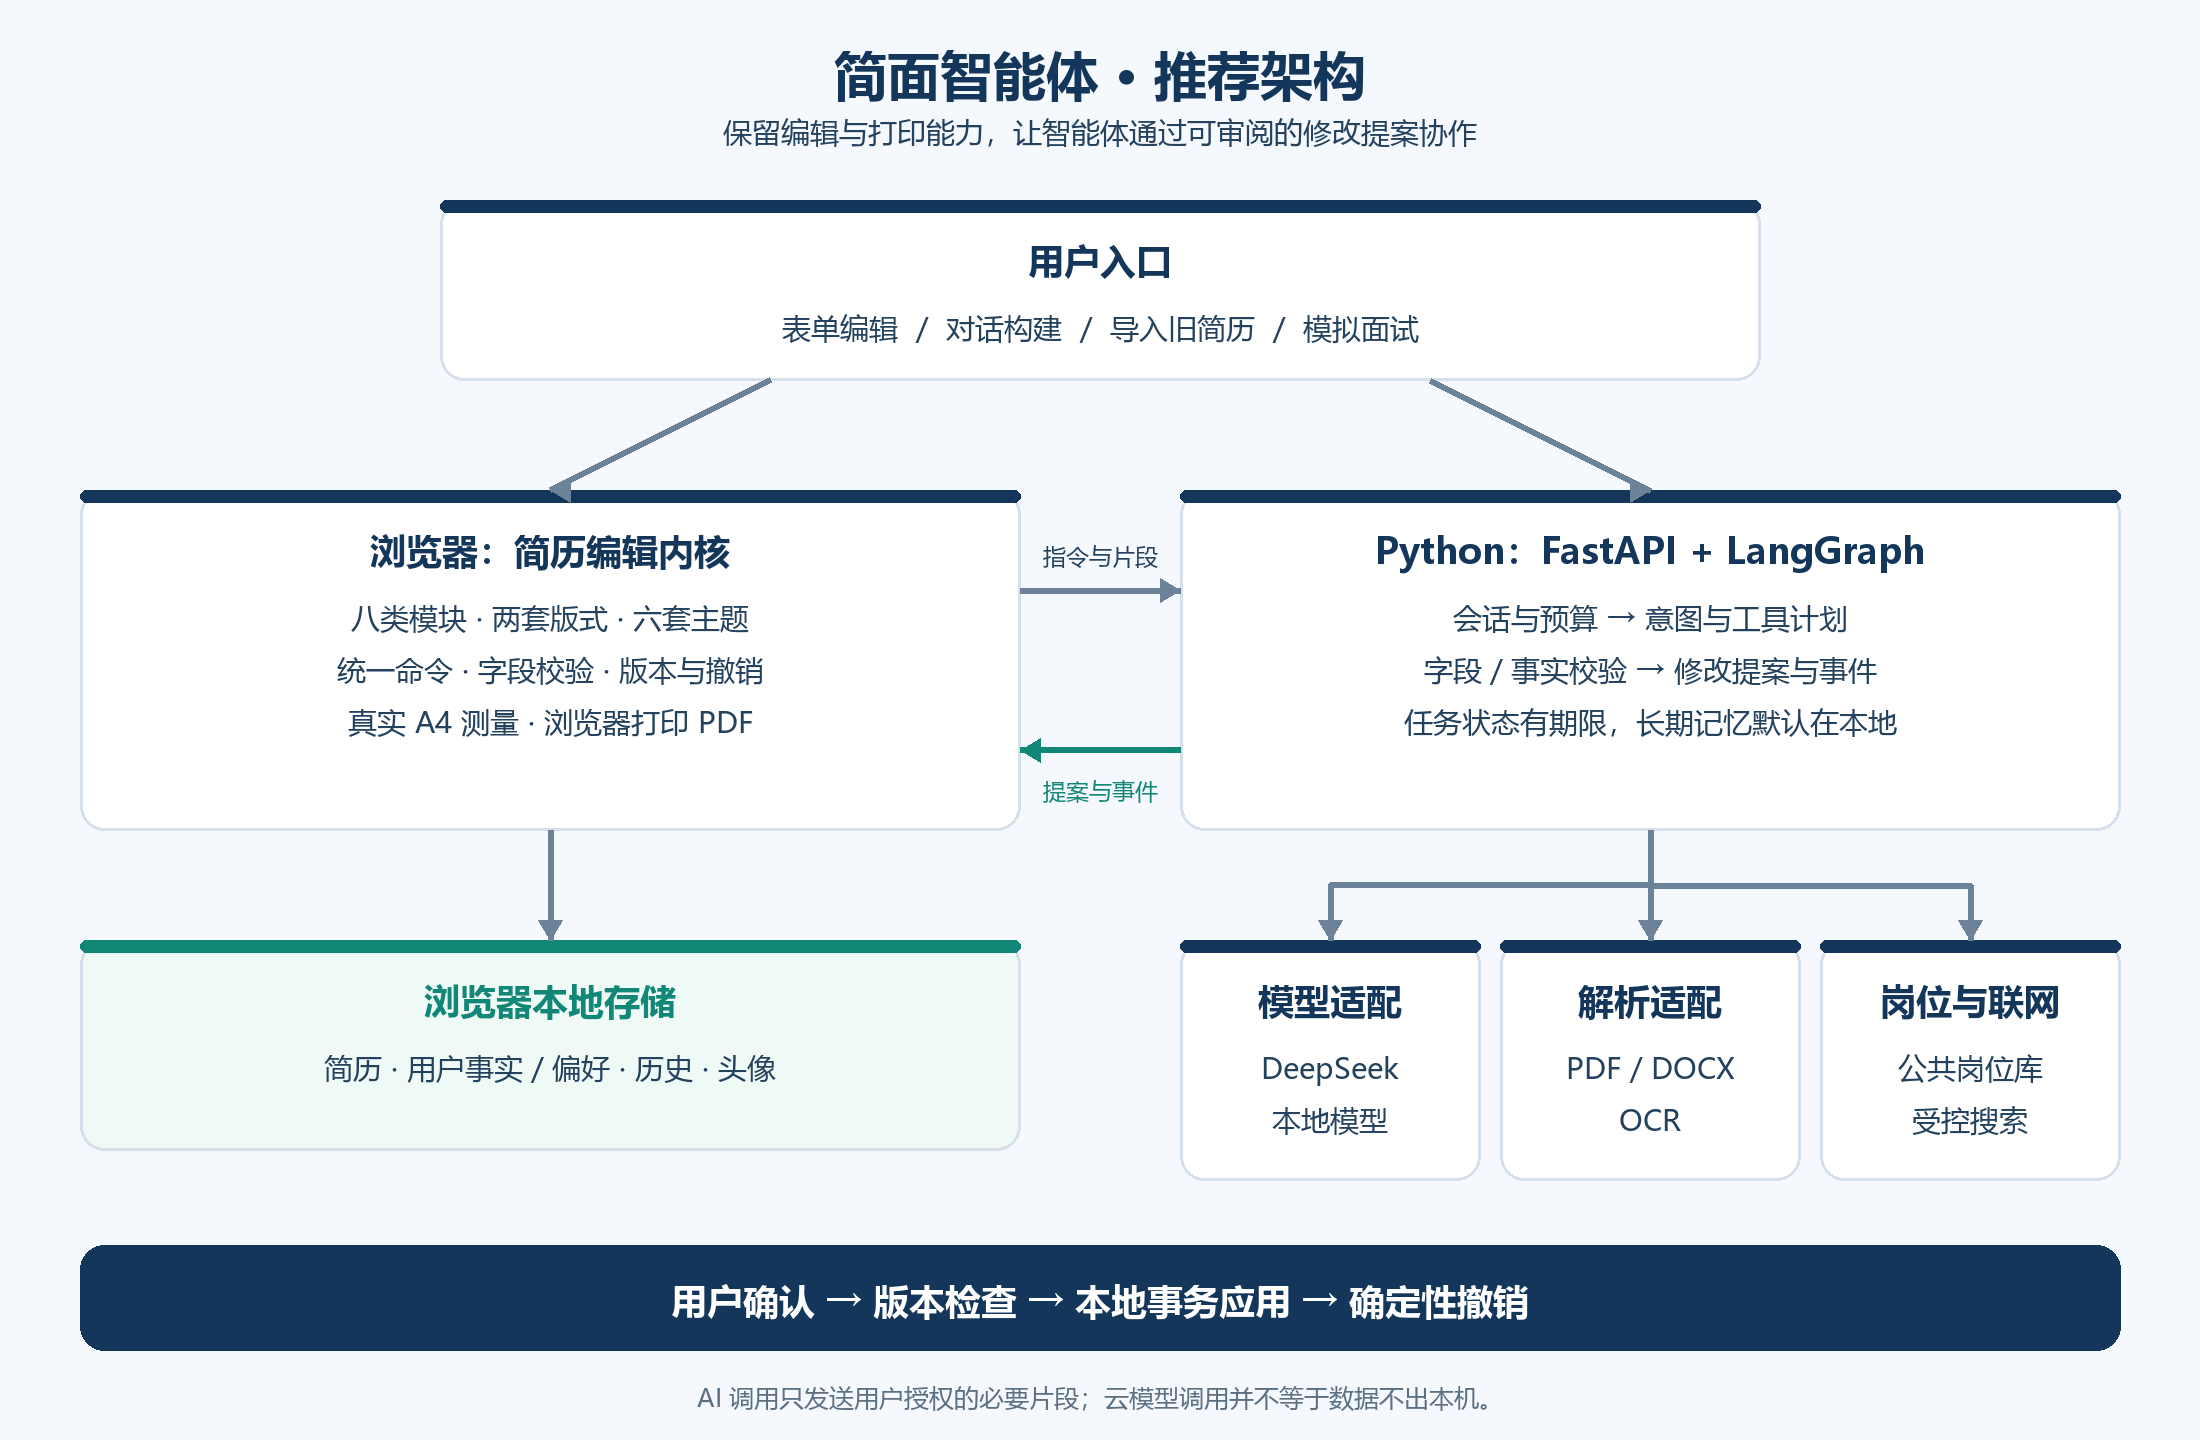 简面智能体 · 推荐架构
保留编辑与打印能力，让智能体通过可审阅的修改提案协作
用户入口
表单编辑 / 对话构建 / 导入旧简历 / 模拟面试
浏览器：简历编辑内核
八类模块 · 两套版式 · 六套主题
统一命令 · 字段校验 · 版本与撤销
真实 A4 测量 · 浏览器打印 PDF
指令与片段
提案与事件
Python：FastAPI + LangGraph
会话与预算 → 意图与工具计划
字段 / 事实校验 → 修改提案与事件
任务状态有期限，长期记忆默认在本地
浏览器本地存储
简历 · 用户事实 / 偏好 · 历史 · 头像
模型适配
DeepSeek
本地模型
解析适配
PDF / DOCX
OCR
岗位与联网
公共岗位库
受控搜索
用户确认 → 版本检查 → 本地事务应用 → 确定性撤销
AI 调用只发送用户授权的必要片段；云模型调用并不等于数据不出本机。